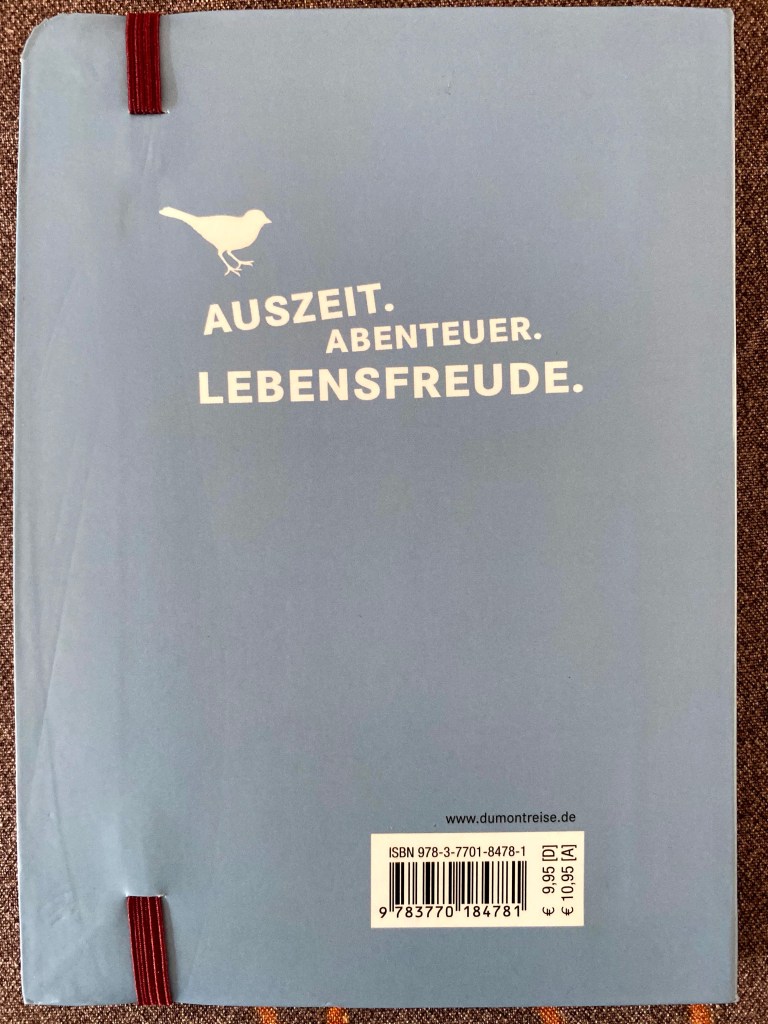 AUSZEIT.
ABENTEUER.
LEBENSFREUDE.
www.dumontreise.de
ISBN 978-3-7701-8478-1
9 783770 184781
€ 9,95 [D]
€ 10,95 [A]